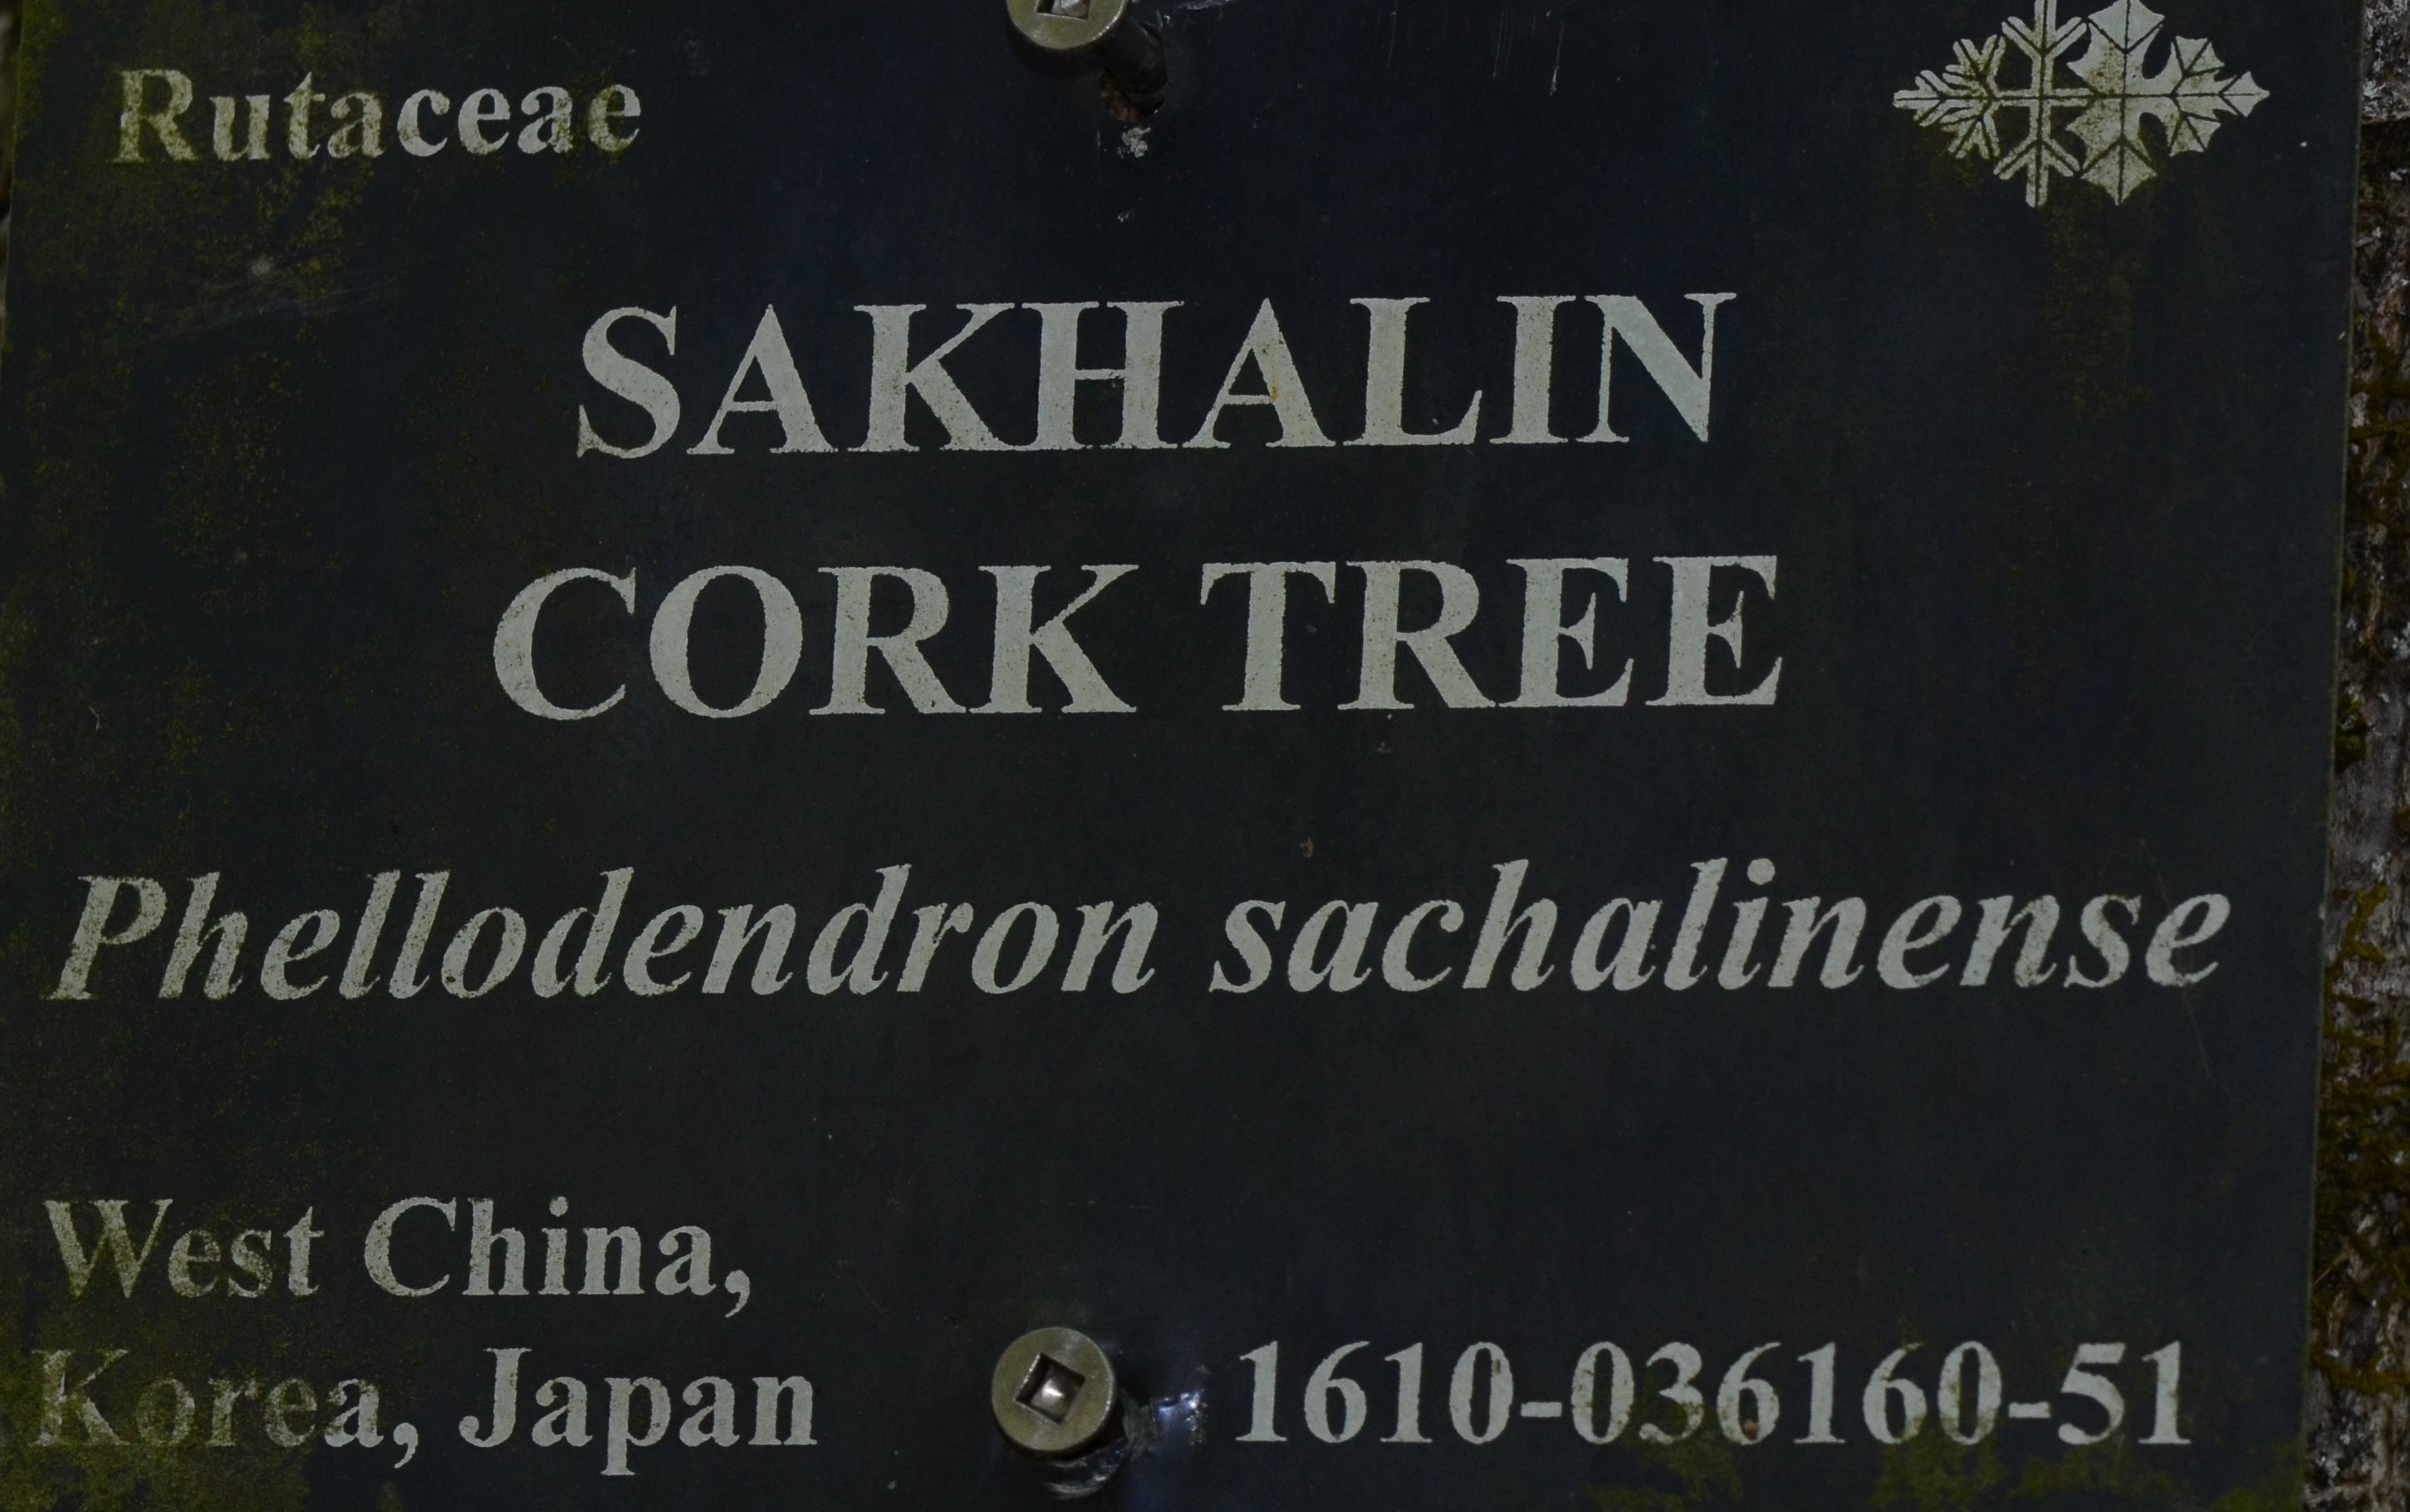 Rutaceae
SAKHALIN
CORK TREE
Phellodendron sachalinense
West China,
Korea, Japan
1610-036160-51